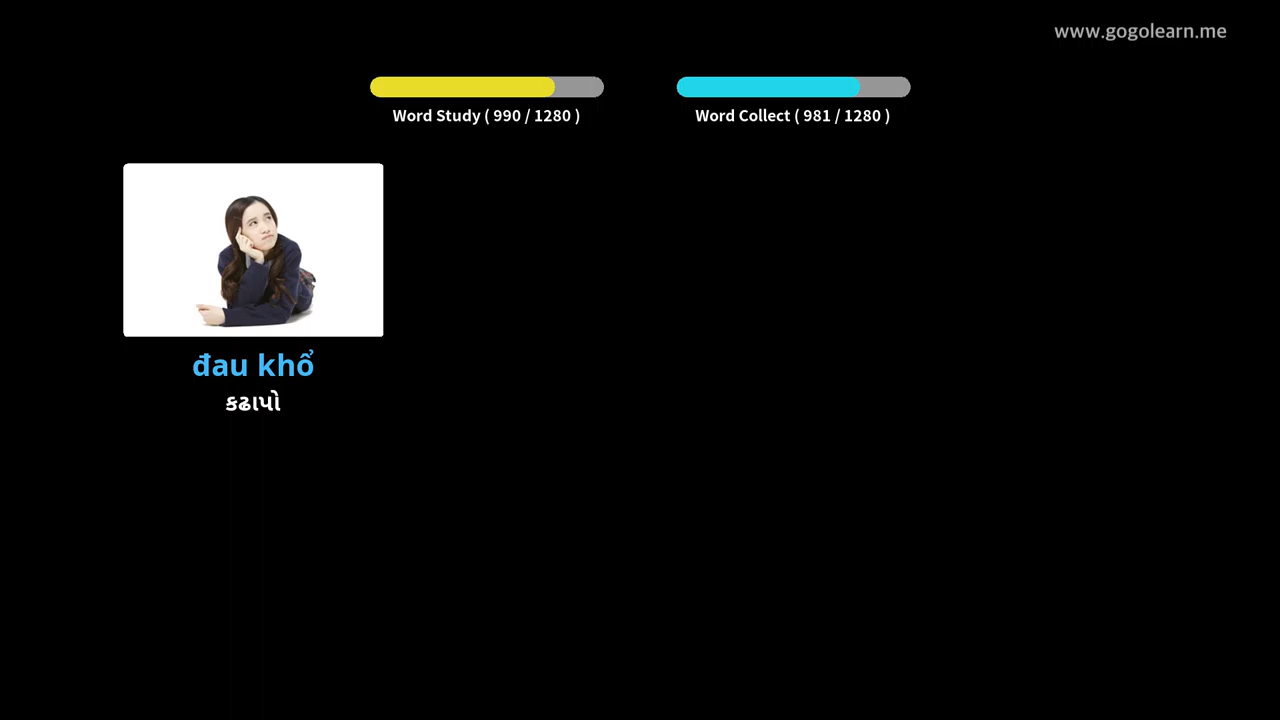 www.gogolearn.me
Word Study ( 990 / 1280 )
Word Collect ( 981 / 1280 )
đau khổ
કઢાપો